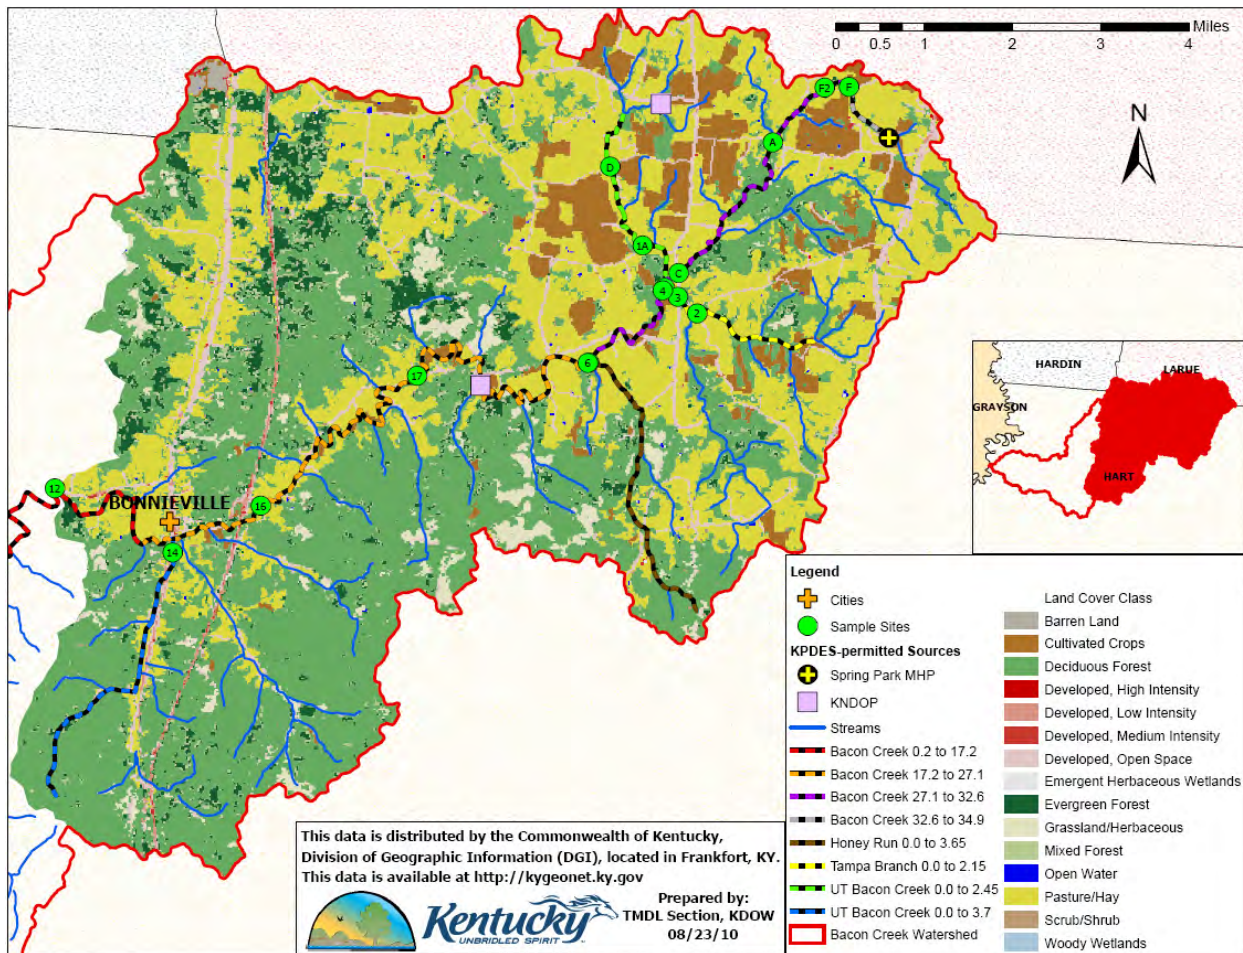 Miles
0 0.5 1 2 3 4
N
F2
F
A
D
1A
C
4
3
2
6
17
16
12
14
BONNIEVILLE
HARDIN
LARUE
GRAYSON
HART
Legend
Cities
Sample Sites
KPDES-permitted Sources
Spring Park MHP
KNDOP
Streams
Bacon Creek 0.2 to 17.2
Bacon Creek 17.2 to 27.1
Bacon Creek 27.1 to 32.6
Bacon Creek 32.6 to 34.9
Honey Run 0.0 to 3.65
Tampa Branch 0.0 to 2.15
UT Bacon Creek 0.0 to 2.45
UT Bacon Creek 0.0 to 3.7
Bacon Creek Watershed
Land Cover Class
Barren Land
Cultivated Crops
Deciduous Forest
Developed, High Intensity
Developed, Low Intensity
Developed, Medium Intensity
Developed, Open Space
Emergent Herbaceous Wetlands
Evergreen Forest
Grassland/Herbaceous
Mixed Forest
Open Water
Pasture/Hay
Scrub/Shrub
Woody Wetlands
This data is distributed by the Commonwealth of Kentucky,
Division of Geographic Information (DGI), located in Frankfort, KY.
This data is available at http://kygeonet.ky.gov
Kentucky
UNBRIDLED SPIRIT
Prepared by:
TMDL Section, KDOW
08/23/10